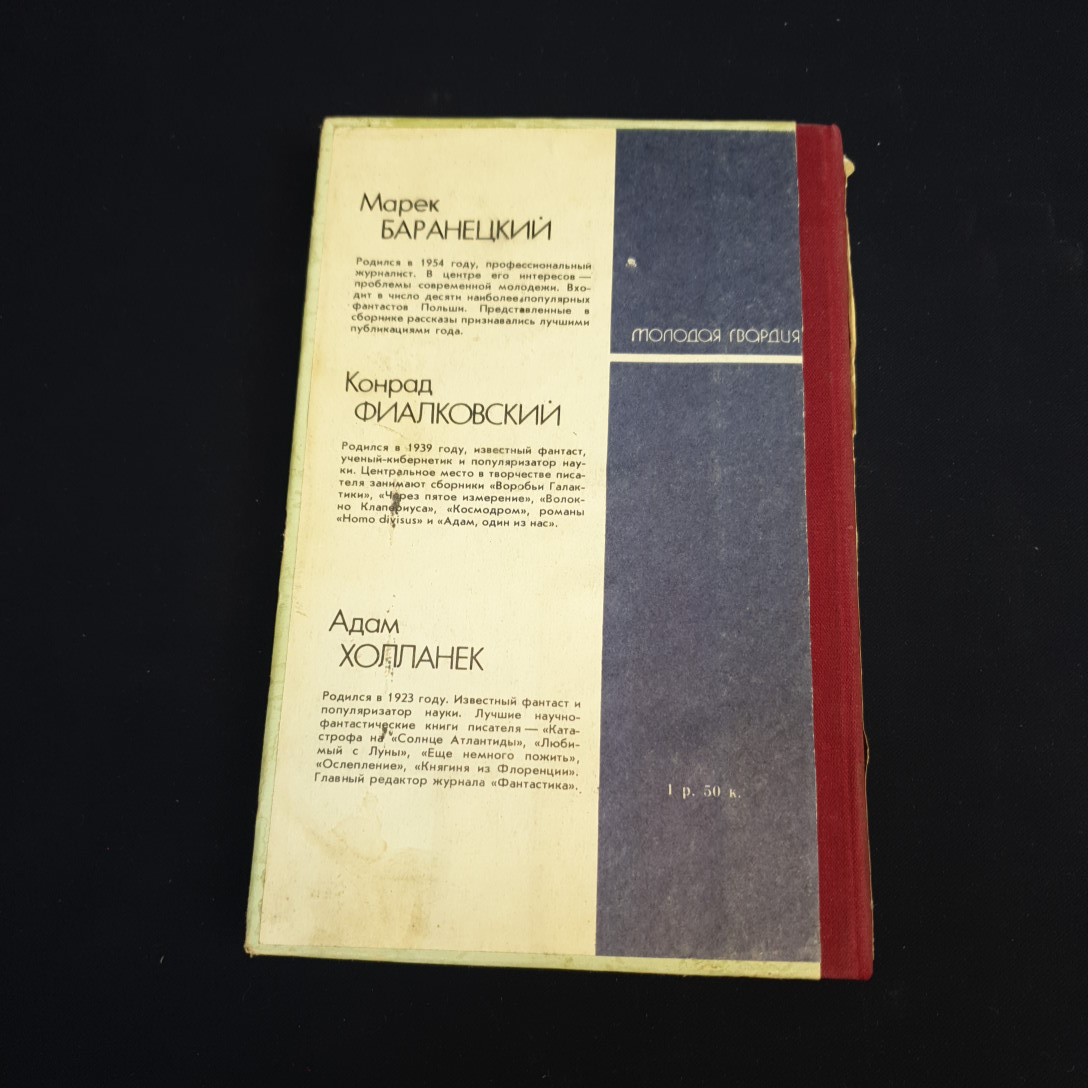 Марек
БАРАНЕЦКИЙ
Родился в 1954 году, профессиональный
журналист. В центре его интересов —
проблемы современной молодежи. Вхо-
дит в число десяти наиболее популярных
фантастов Польши. Представленные в
сборнике рассказы признавались лучшими
публикациями года.
МОЛОДАЯ ГВАРДИЯ
Конрад
ФИАЛКОВСКИЙ
Родился в 1939 году, известный фантаст,
ученый-кибернетик и популяризатор нау-
ки. Центральное место в творчестве писа-
теля занимают сборники «Воробьи Галак-
тики», «Через пятое измерение», «Волок-
но Клапериуса», «Космодром», романы
«Homo divisus» и «Адам, один из нас».
Адам
ХОЛЛАНЕК
Родился в 1923 году. Известный фантаст и
популяризатор науки. Лучшие научно-
фантастические книги писателя — «Ката-
строфа на «Солнце Атлантиды», «Люби-
мый с Луны», «Еще немного пожить»,
«Ослепление», «Княгиня из Флоренции».
Главный редактор журнала «Фантастика».
1 р. 50 к.